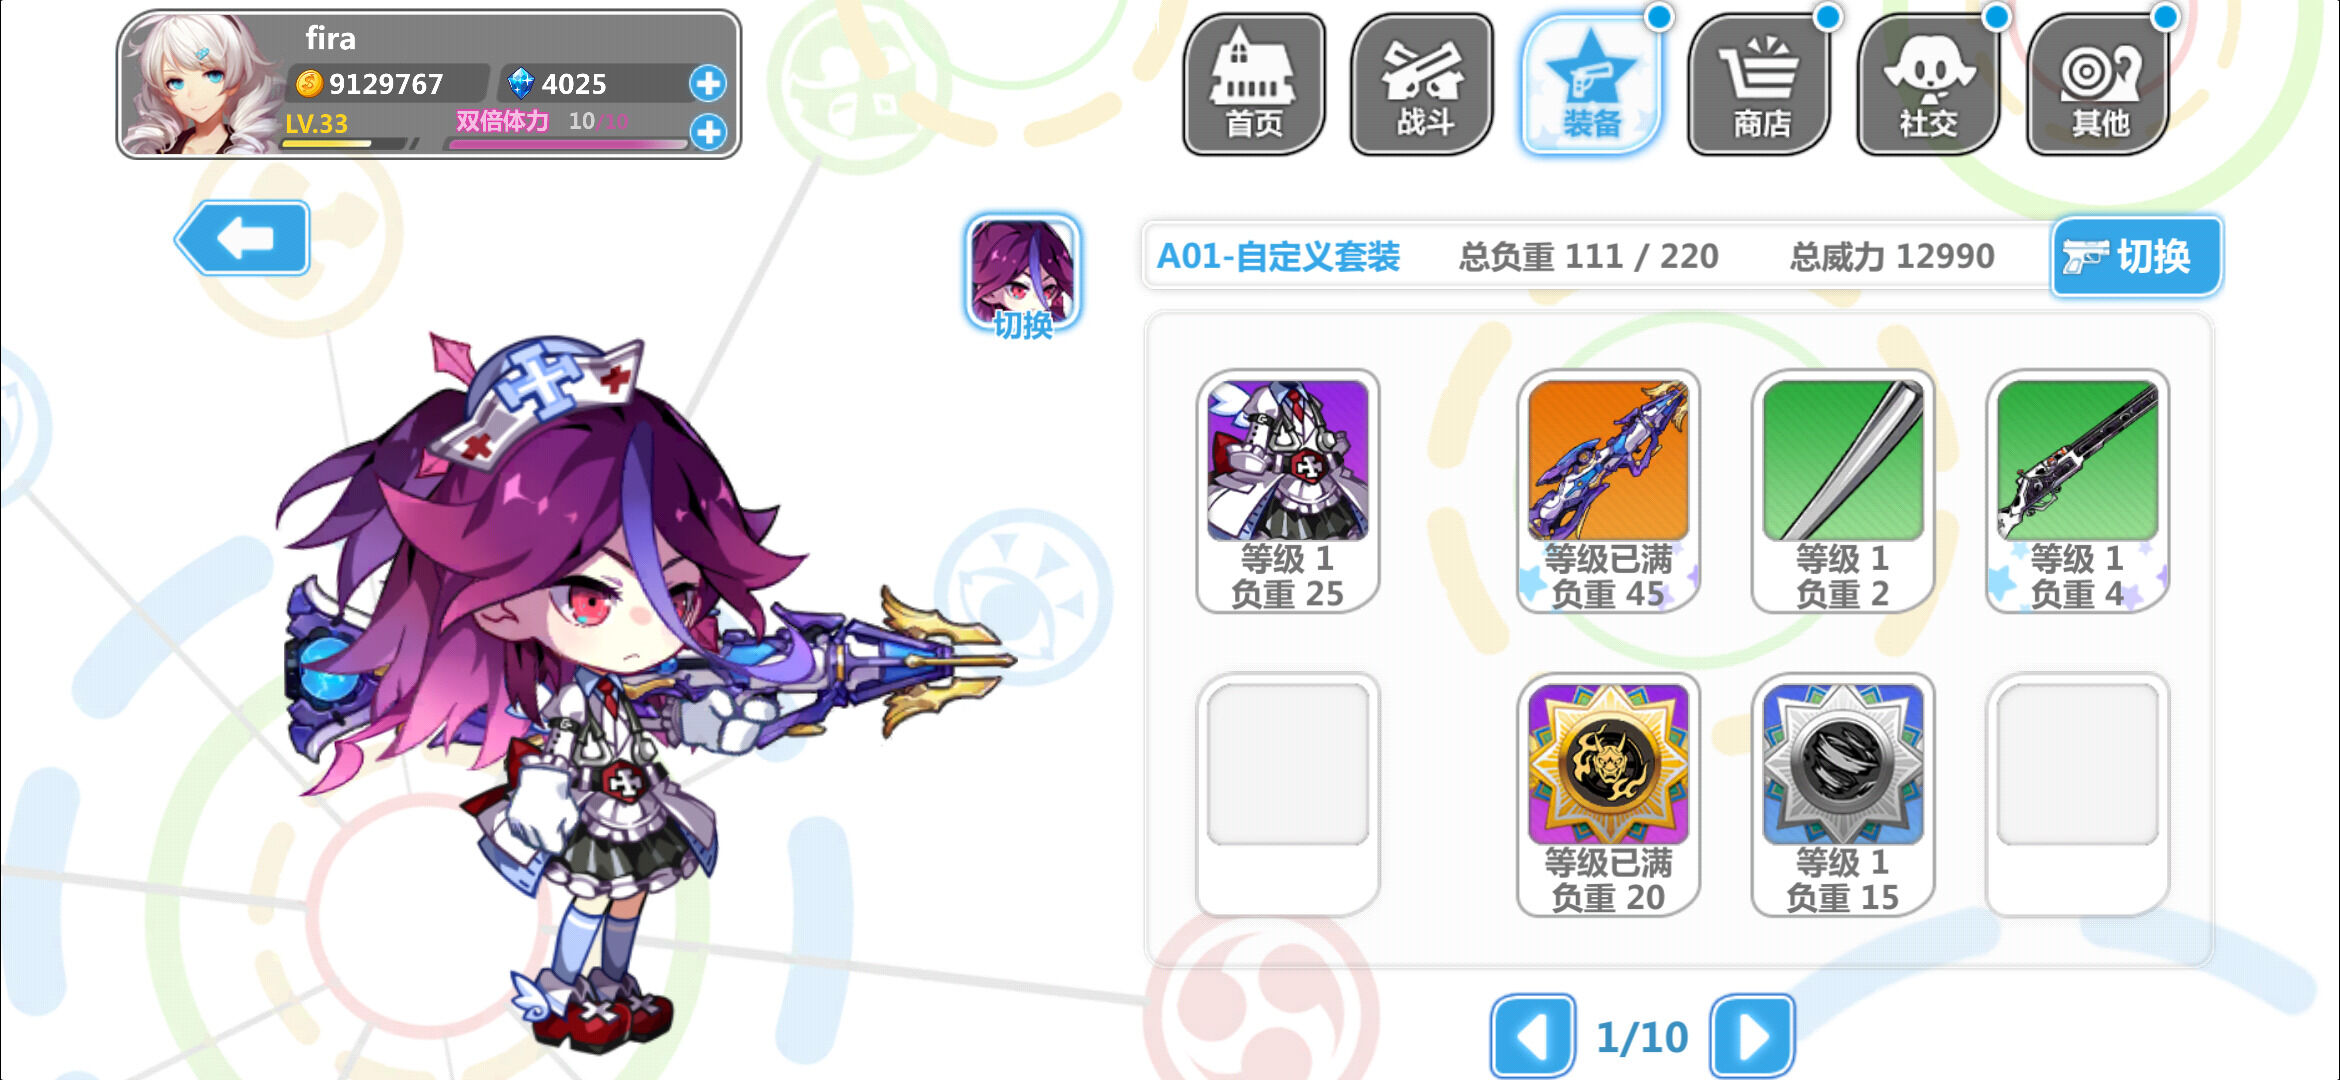 fira
9129767
4025
LV.33
双倍体力 10/10
首页
战斗
装备
商店
社交
其他
切换
A01-自定义套装 总负重 111 / 220 总威力 12990
切换
等级 1
负重 25
等级已满
负重 45
等级 1
负重 2
等级 1
负重 4
等级已满
负重 20
等级 1
负重 15
1/10